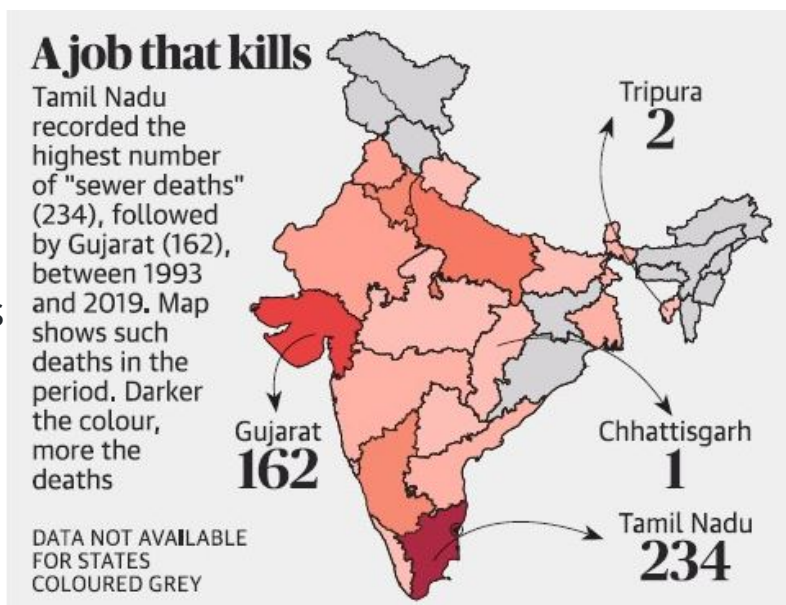 A job that kills
Tamil Nadu
recorded the
highest number
of "sewer deaths"
(234), followed
by Gujarat (162),
between 1993
and 2019. Map
shows such
deaths in the
period. Darker
the colour,
more the
deaths
DATA NOT AVAILABLE
FOR STATES
COLOURED GREY
Tripura
2
Gujarat
162
Chhattisgarh
1
Tamil Nadu
234